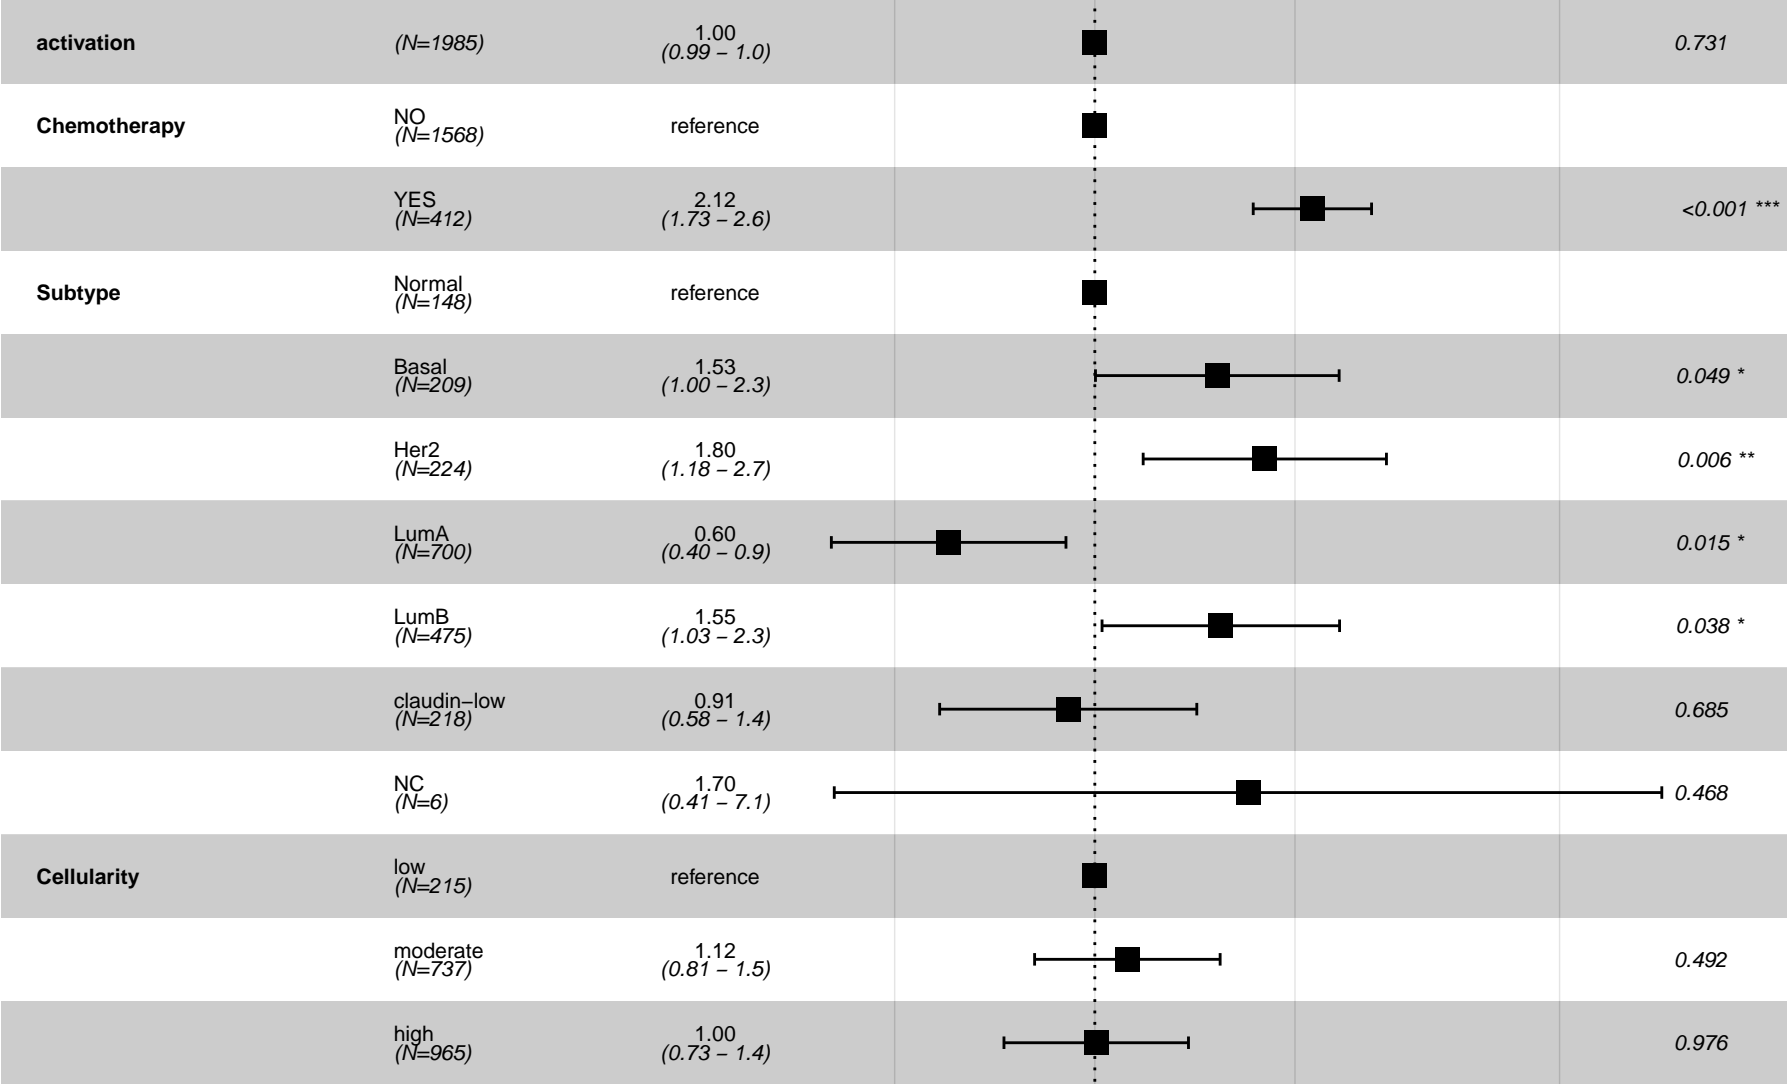 activation (N=1985) 1.00 (0.99 – 1.0) 0.731
Chemotherapy NO (N=1568) reference
YES (N=412) 2.12 (1.73 – 2.6) <0.001 ***
Subtype Normal (N=148) reference
Basal (N=209) 1.53 (1.00 – 2.3) 0.049 *
Her2 (N=224) 1.80 (1.18 – 2.7) 0.006 **
LumA (N=700) 0.60 (0.40 – 0.9) 0.015 *
LumB (N=475) 1.55 (1.03 – 2.3) 0.038 *
claudin–low (N=218) 0.91 (0.58 – 1.4) 0.685
NC (N=6) 1.70 (0.41 – 7.1) 0.468
Cellularity low (N=215) reference
moderate (N=737) 1.12 (0.81 – 1.5) 0.492
high (N=965) 1.00 (0.73 – 1.4) 0.976